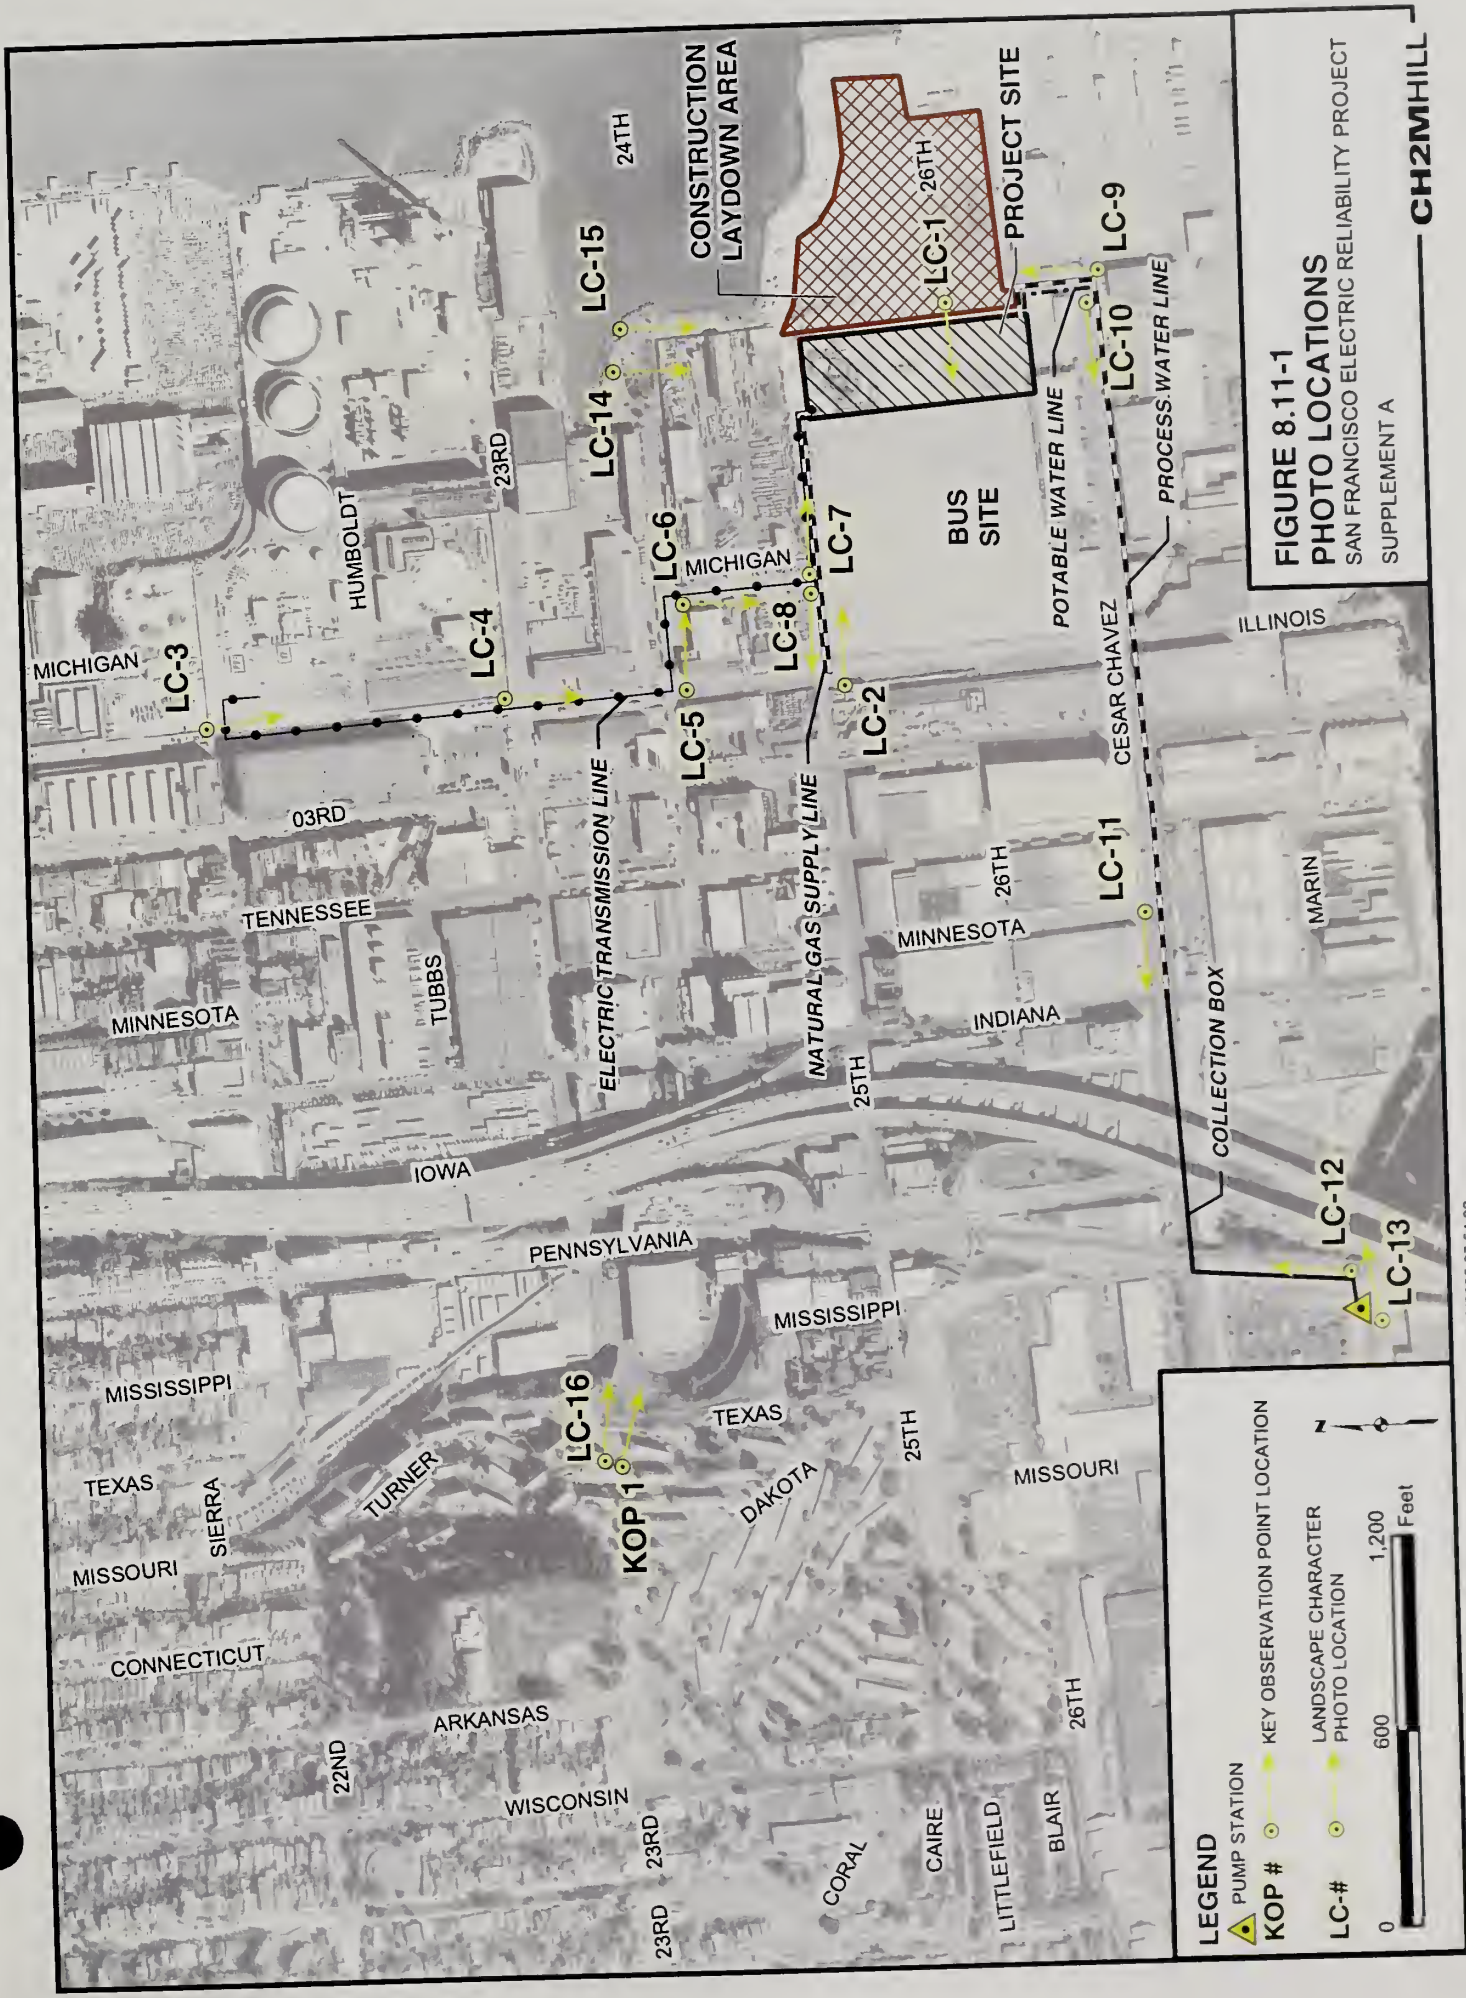 MICHIGAN
LC-3
HUMBOLDT
LC-4
23RD
24TH
LC-15
LC-14
CONSTRUCTION
LAYDOWN AREA
LC-6
MICHIGAN
LC-5
LC-8
LC-7
LC-2
26TH
LC-1
PROJECT SITE
BUS
SITE
LC-9
LC-10
POTABLE WATER LINE
PROCESS WATER LINE
CESAR CHAVEZ
ILLINOIS
03RD
TENNESSEE
TUBBS
MINNESOTA
ELECTRIC TRANSMISSION LINE
NATURAL GAS SUPPLY LINE
25TH
26TH
MINNESOTA
INDIANA
LC-11
MARIN
COLLECTION BOX
IOWA
PENNSYLVANIA
MISSISSIPPI
MISSISSIPPI
LC-12
LC-13
TEXAS
SIERRA
TURNER
LC-16
KOP 1
TEXAS
DAKOTA
25TH
MISSOURI
MISSOURI
CONNECTICUT
ARKANSAS
22ND
WISCONSIN
23RD
23RD
CORAL
CAIRE
LITTLEFIELD
BLAIR
26TH
LEGEND
PUMP STATION
KOP # KEY OBSERVATION POINT LOCATION
LC-# LANDSCAPE CHARACTER
PHOTO LOCATION
N
0 600 1,200
Feet
FIGURE 8.11-1
PHOTO LOCATIONS
SAN FRANCISCO ELECTRIC RELIABILITY PROJECT
SUPPLEMENT A
CH2MHILL